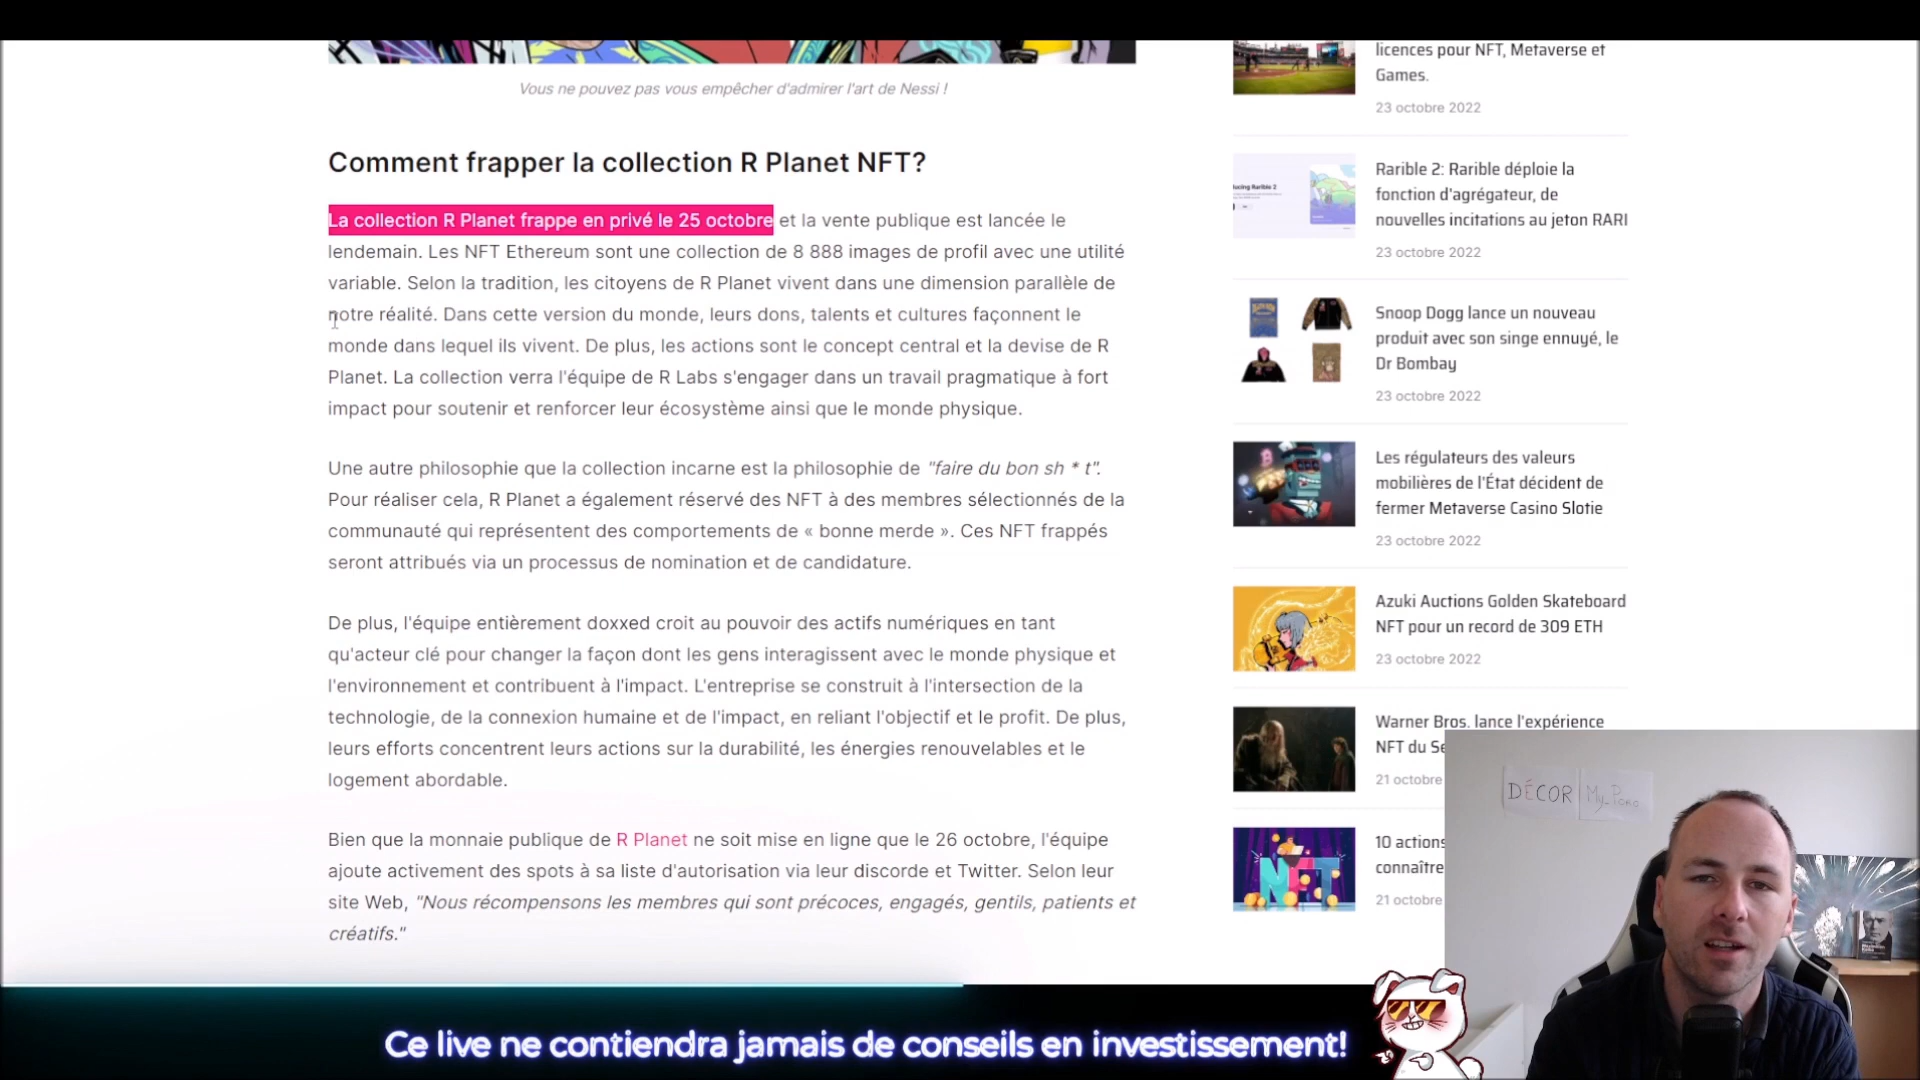 Vous ne pouvez pas vous empêcher d'admirer l'art de Nessi !
Comment frapper la collection R Planet NFT?
La collection R Planet frappe en privé le 25 octobre et la vente publique est lancée le
lendemain. Les NFT Ethereum sont une collection de 8 888 images de profil avec une utilité
variable. Selon la tradition, les citoyens de R Planet vivent dans une dimension parallèle de
notre réalité. Dans cette version du monde, leurs dons, talents et cultures façonnent le
monde dans lequel ils vivent. De plus, les actions sont le concept central et la devise de R
Planet. La collection verra l'équipe de R Labs s'engager dans un travail pragmatique à fort
impact pour soutenir et renforcer leur écosystème ainsi que le monde physique.
Une autre philosophie que la collection incarne est la philosophie de "faire du bon sh * t".
Pour réaliser cela, R Planet a également réservé des NFT à des membres sélectionnés de la
communauté qui représentent des comportements de « bonne merde ». Ces NFT frappés
seront attribués via un processus de nomination et de candidature.
De plus, l'équipe entièrement doxxed croit au pouvoir des actifs numériques en tant
qu'acteur clé pour changer la façon dont les gens interagissent avec le monde physique et
l'environnement et contribuent à l'impact. L'entreprise se construit à l'intersection de la
technologie, de la connexion humaine et de l'impact, en reliant l'objectif et le profit. De plus,
leurs efforts concentrent leurs actions sur la durabilité, les énergies renouvelables et le
logement abordable.
Bien que la monnaie publique de R Planet ne soit mise en ligne que le 26 octobre, l'équipe
ajoute activement des spots à sa liste d'autorisation via leur discorde et Twitter. Selon leur
site Web, "Nous récompensons les membres qui sont précoces, engagés, gentils, patients et
créatifs."
licences pour NFT, Metaverse et
Games.
23 octobre 2022
Rarible 2
Rarible 2: Rarible déploie la
fonction d'agrégateur, de
nouvelles incitations au jeton RARI
23 octobre 2022
Snoop Dogg lance un nouveau
produit avec son singe ennuyé, le
Dr Bombay
23 octobre 2022
Les régulateurs des valeurs
mobilières de l'État décident de
fermer Metaverse Casino Slotie
23 octobre 2022
Azuki Auctions Golden Skateboard
NFT pour un record de 309 ETH
23 octobre 2022
Warner Bros. lance l'expérience
NFT du Se
21 octobre
NFT
10 actions
connaître
21 octobre
DÉCOR
Ce live ne contiendra jamais de conseils en investissement!